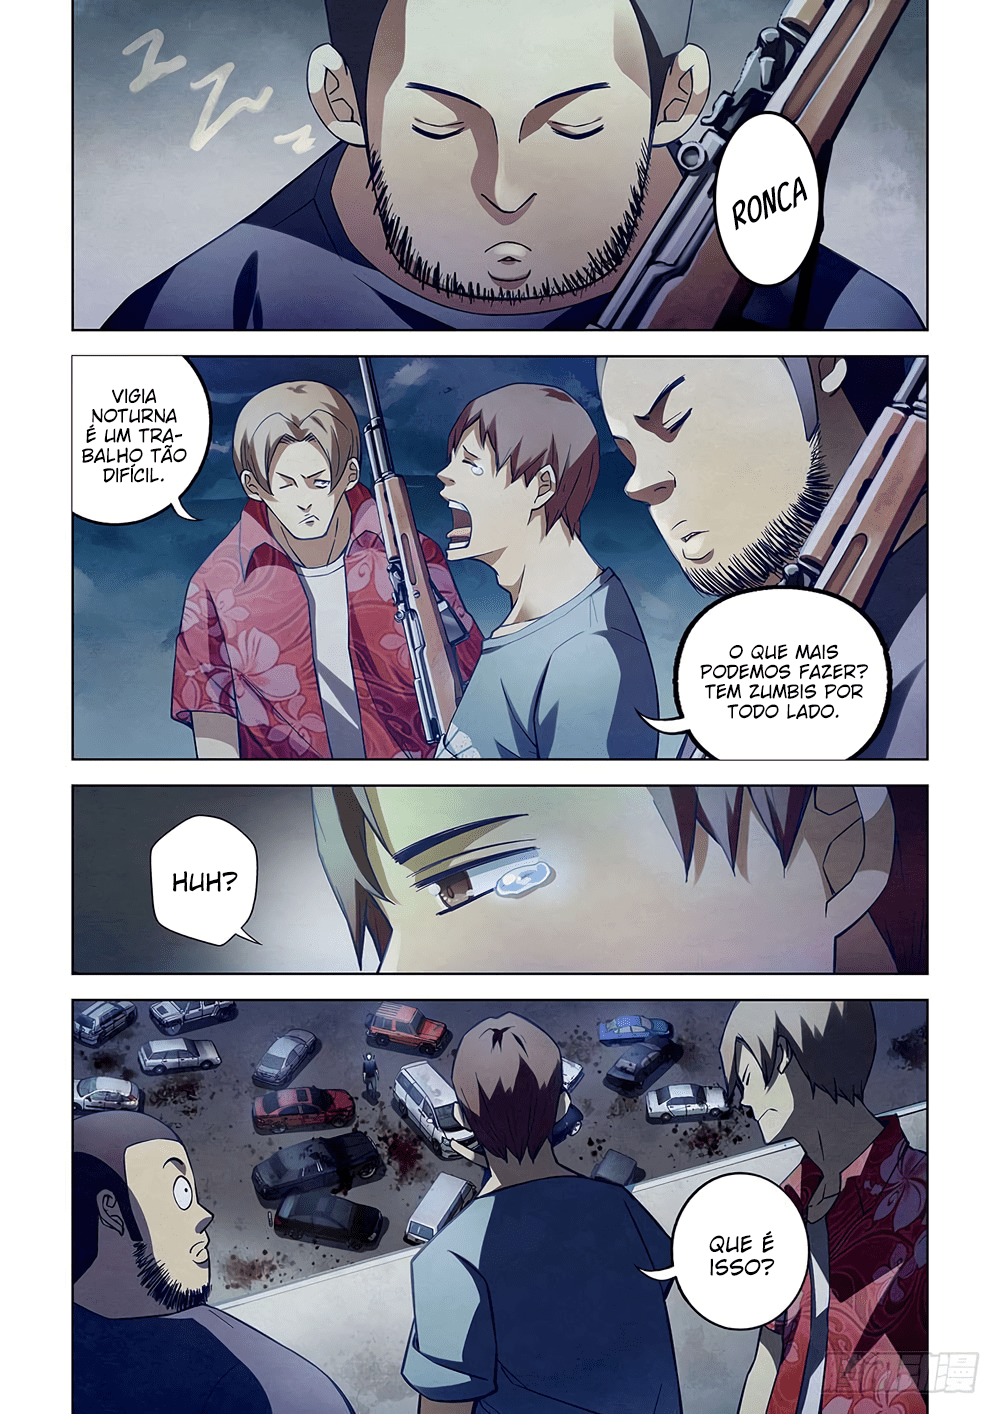 ZZZ
RONCA
VIGIA
NOTURNA
É UM TRA-
BALHO TÃO
DIFÍCIL.
O QUE MAIS
PODEMOS FAZER?
TEM ZUMBIS POR
TODO LADO.
HUH?
QUE É
ISSO?